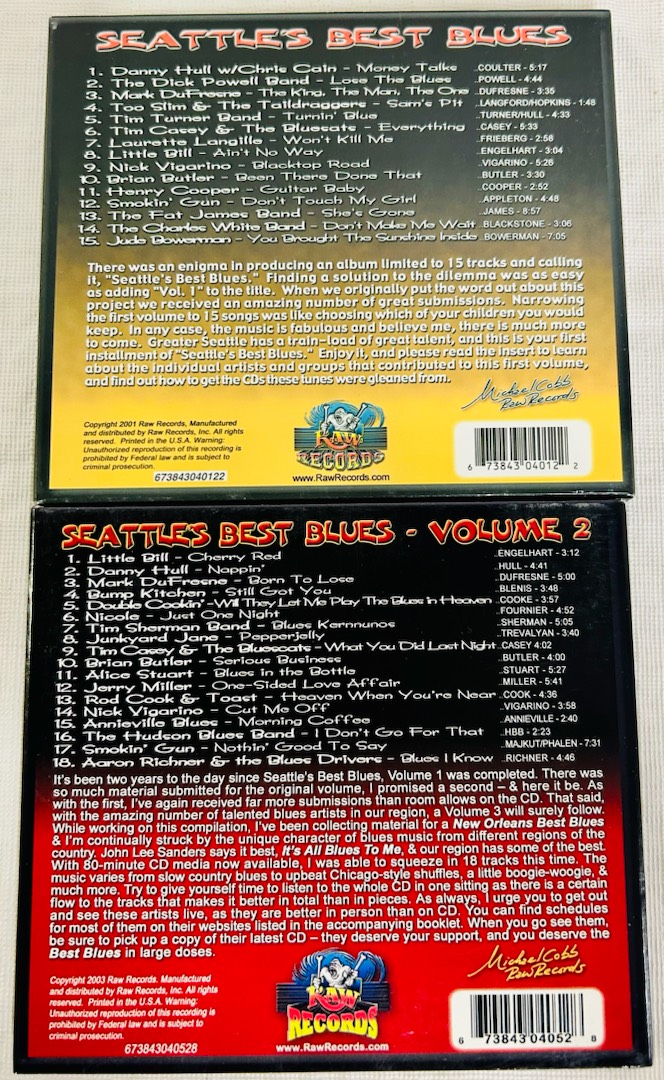 SEATTLE'S BEST BLUES
1. Danny Hull w/Chris Cain - Money Talks ..COULTER - 5:17
2. The Dick Powell Band - Lose The Blues ..POWELL - 4:44
3. Mark DuFresne - The King, The Man, The One ..DUFRESNE - 3:35
4. Too Slim & The Taildraggers - Sam's Pit ..LANGFORD/HOPKINS - 1:48
5. Tim Turner Band - Turnin' Blue ..TURNER/HULL - 4:33
6. Tim Casey & The Bluesats - Everything ..CASEY - 5:33
7. Laurette Langille - Won't Kill Me ..FRIEBERG - 2:58
8. Little Bill - Ain't No Way ..ENGELHART - 3:04
9. Nick Vigarino - Blacktop Road ..VIGARINO - 5:26
10. Brian Butler - Been There Done That ..BUTLER - 3:30
11. Henry Cooper - Guitar Baby ..COOPER - 2:52
12. Smokin' Gun - Don't Touch My Girl ..APPLETON - 4:48
13. The Fat James Band - She's Gone ..JAMES - 8:57
14. The Charles White Band - Don't Make Me Wait ..BLACKSTONE - 3:06
15. Jude Bowerman - You Brought The Sunshine Inside ..BOWERMAN - 7:05
There was an enigma in producing an album limited to 15 tracks and calling
it, "Seattle's Best Blues." Finding a solution to the dilemma was as easy
as adding "Vol. 1" to the title. When we originally put the word out about this
project we received an amazing number of great submissions. Narrowing
the first volume to 15 songs was like choosing which of your children you would
keep. In any case, the music is fabulous and believe me, there is much more
to come. Greater Seattle has a train-load of great talent, and this is your first
installment of "Seattle's Best Blues." Enjoy it, and please read the insert to learn
about the individual artists and groups that contributed to this first volume,
and find out how to get the CDs these tunes were gleaned from.
Michael Cobb
Raw Records
Copyright 2001 Raw Records, Manufactured
and distributed by Raw Records, Inc. All rights
reserved. Printed in the U.S.A. Warning:
Unauthorized reproduction of this recording is
prohibited by Federal law and is subject to
criminal prosecution.
673843040122
RAW
RECORDS
www.RawRecords.com
6 73843 04012 2
SEATTLE'S BEST BLUES - VOLUME 2
1. Little Bill - Cherry Red ..ENGELHART - 3:12
2. Danny Hull - Nappin' ..HULL - 4:41
3. Mark DuFresne - Born To Lose ..DUFRESNE - 5:00
4. Bump Kitchen - Still Got You ..BLENIS - 3:48
5. Double Cookin' - Will They Let Me Play The Blues in Heaven ..COOKE - 3:57
6. Nicole - Just One Night ..FOURNIER - 4:52
7. Tim Sherman Band - Blues Kernnunos ..SHERMAN - 5:05
8. Junkyard Jane - Pepperjelly ..TREVALYAN - 3:40
9. Tim Casey & The Bluescats - What You Did Last Night ..CASEY 4:02
10. Brian Butler - Serious Business ..BUTLER - 4:00
11. Alice Stuart - Blues in the Bottle ..STUART - 5:27
12. Jerry Miller - One-Sided Love Affair ..MILLER - 5:41
13. Rod Cook & Toast - Heaven When You're Near ..COOK - 4:36
14. Nick Vigarino - Cut Me Off ..VIGARINO - 3:58
15. Annieville Blues - Morning Coffee ..ANNIEVILLE - 2:40
16. The Hudson Blues Band - I Don't Go For That ..HBB - 2:23
17. Smokin' Gun - Nothin' Good To Say ..MAJKUT/PHALEN - 7:31
18. Aaron Richner & the Blues Drivers - Blues I Know ..RICHNER - 4:46
It's been two years to the day since Seattle's Best Blues, Volume 1 was completed. There was
so much material submitted for the original volume, I promised a second – & here it be. As
with the first, I've again received far more submissions than room allows on the CD. That said,
with the amazing number of talented blues artists in our region, a Volume 3 will surely follow.
While working on this compilation, I've been collecting material for a New Orleans Best Blues
& I'm continually struck by the unique character of blues music from different regions of the
country. John Lee Sanders says it best, It's All Blues To Me, & our region has some of the best.
With 80-minute CD media now available, I was able to squeeze in 18 tracks this time. The
music varies from slow country blues to upbeat Chicago-style shuffles, a little boogie-woogie, &
much more. Try to give yourself time to listen to the whole CD in one sitting as there is a certain
flow to the tracks that makes it better in total than in pieces. As always, I urge you to get out
and see these artists live, as they are better in person than on CD. You can find schedules
for most of them on their websites listed in the accompanying booklet. When you go see them,
be sure to pick up a copy of their latest CD – they deserve your support, and you deserve the
Best Blues in large doses.
Michael Cobb
Raw Records
Copyright 2003 Raw Records. Manufactured
and distributed by Raw Records, Inc. All rights
reserved. Printed in the U.S.A. Warning:
Unauthorized reproduction of this recording is
prohibited by Federal law and is subject to
criminal prosecution.
673843040528
RAW
RECORDS
www.RawRecords.com
6 73843 04052 8